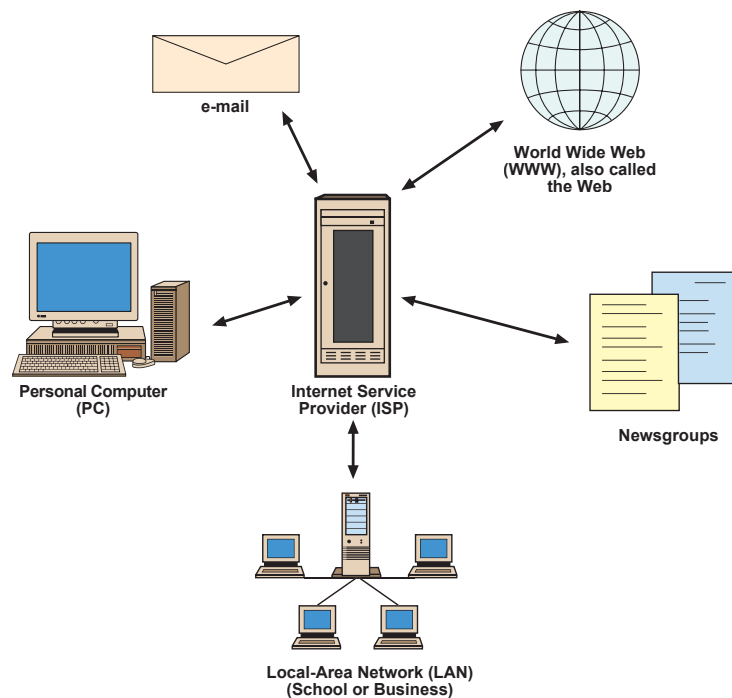 e-mail
World Wide Web
(WWW), also called
the Web
Personal Computer
(PC)
Internet Service
Provider (ISP)
Newsgroups
Local-Area Network (LAN)
(School or Business)